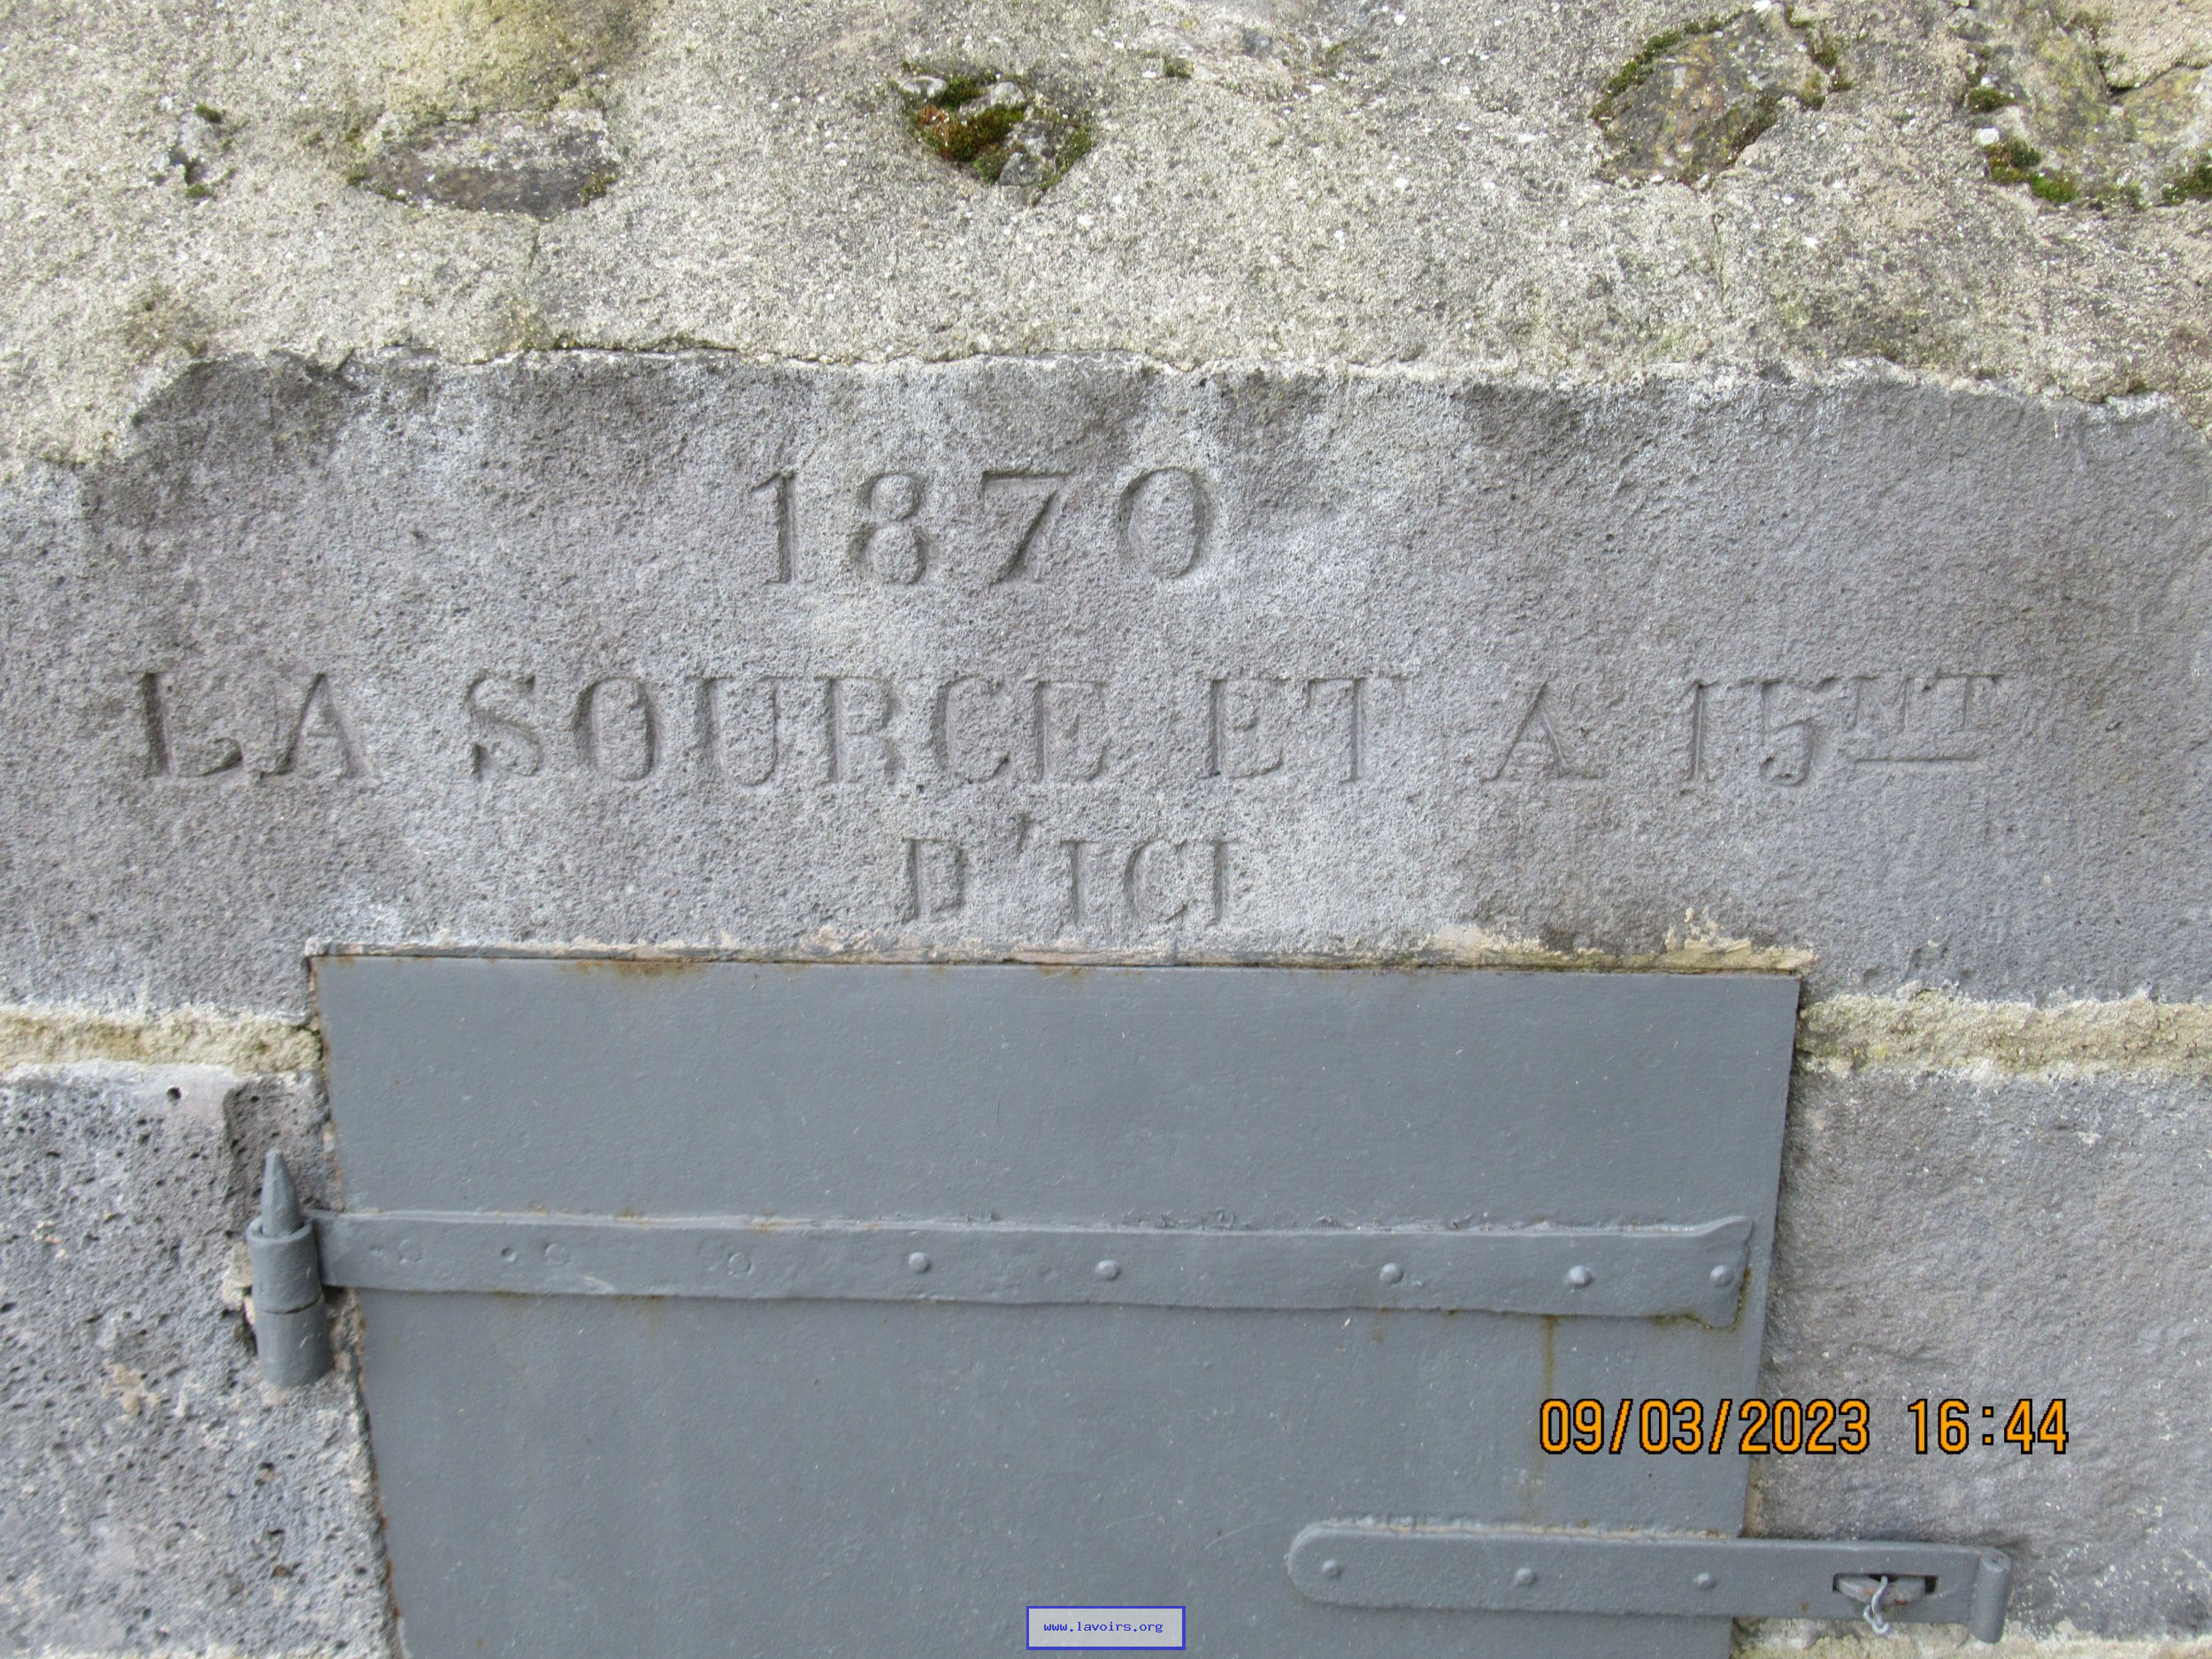 1870
LA SOURCE ET A 15MT
D'ICI
09/03/2023 16:44
www.lavoirs.org